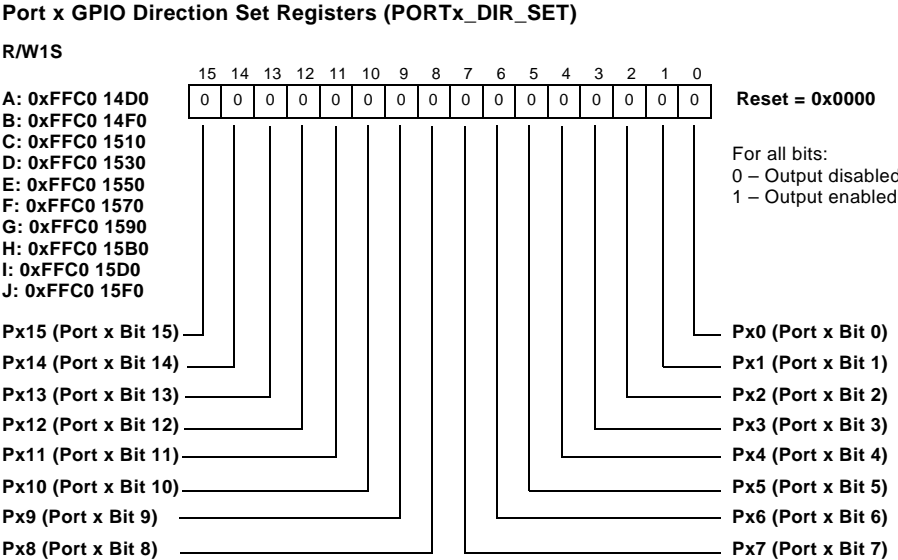 Port x GPIO Direction Set Registers (PORTx_DIR_SET)
R/W1S
15 14 13 12 11 10 9 8 7 6 5 4 3 2 1 0
0 0 0 0 0 0 0 0 0 0 0 0 0 0 0 0
Reset = 0x0000
A: 0xFFC0 14D0
B: 0xFFC0 14F0
C: 0xFFC0 1510
D: 0xFFC0 1530
E: 0xFFC0 1550
F: 0xFFC0 1570
G: 0xFFC0 1590
H: 0xFFC0 15B0
I: 0xFFC0 15D0
J: 0xFFC0 15F0
For all bits:
0 – Output disabled
1 – Output enabled
Px15 (Port x Bit 15)
Px14 (Port x Bit 14)
Px13 (Port x Bit 13)
Px12 (Port x Bit 12)
Px11 (Port x Bit 11)
Px10 (Port x Bit 10)
Px9 (Port x Bit 9)
Px8 (Port x Bit 8)
Px0 (Port x Bit 0)
Px1 (Port x Bit 1)
Px2 (Port x Bit 2)
Px3 (Port x Bit 3)
Px4 (Port x Bit 4)
Px5 (Port x Bit 5)
Px6 (Port x Bit 6)
Px7 (Port x Bit 7)